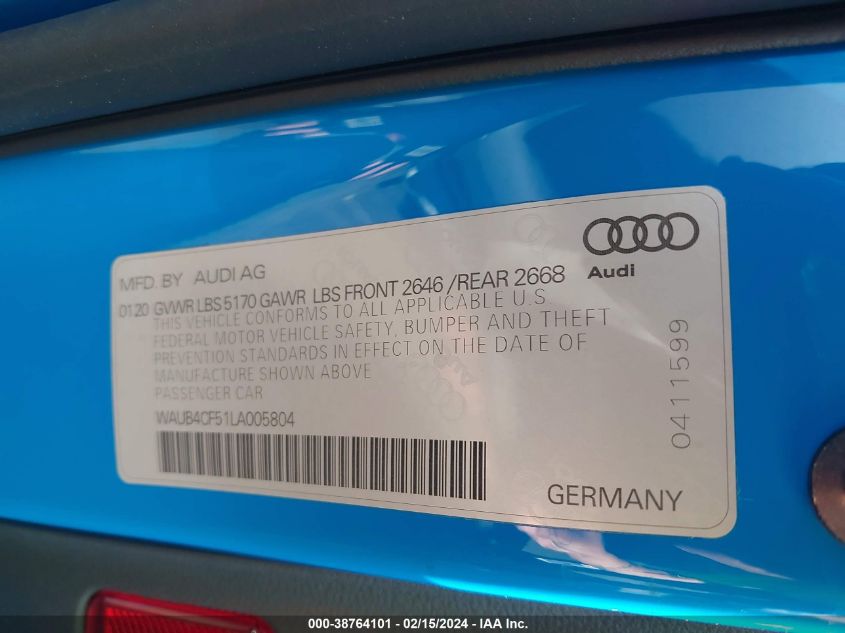 MFD. BY AUDI AG
Audi
01 20 GVWR LBS 5170 GAWR LBS FRONT 2646 /REAR 2668
THIS VEHICLE CONFORMS TO ALL APPLICABLE U.S
FEDERAL MOTOR VEHICLE SAFETY, BUMPER AND THEFT
PREVENTION STANDARDS IN EFFECT ON THE DATE OF
MANUFACTURE SHOWN ABOVE
PASSENGER CAR
WAUB4CF51LA005804
0411599
GERMANY
000-38764101 - 02/15/2024 - IAA Inc.